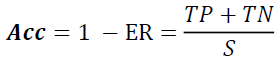 Acc = 1 − ER = (TP + TN) / S